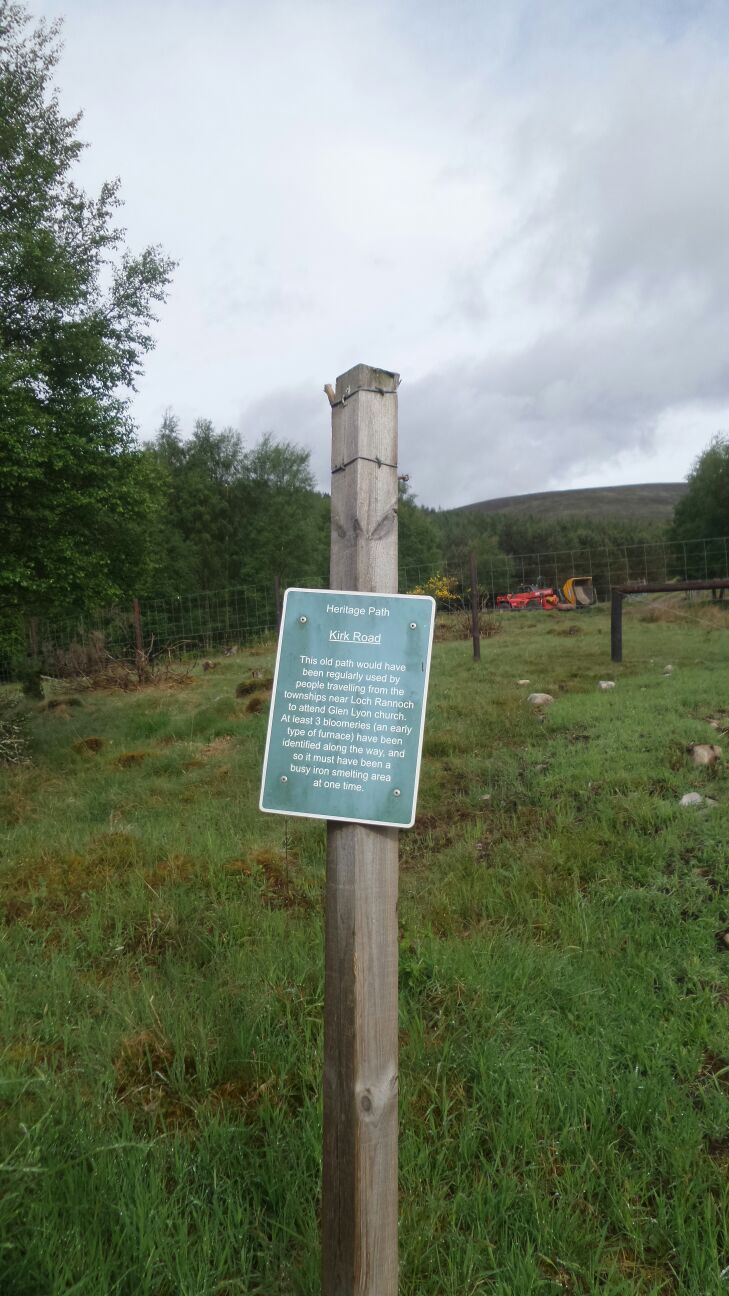 Heritage Path
Kirk Road
This old path would have
been regularly used by
people travelling from the
townships near Loch Rannoch
to attend Glen Lyon church.
At least 3 bloomeries (an early
type of furnace) have been
identified along the way, and
so it must have been a
busy iron smelting area
at one time.